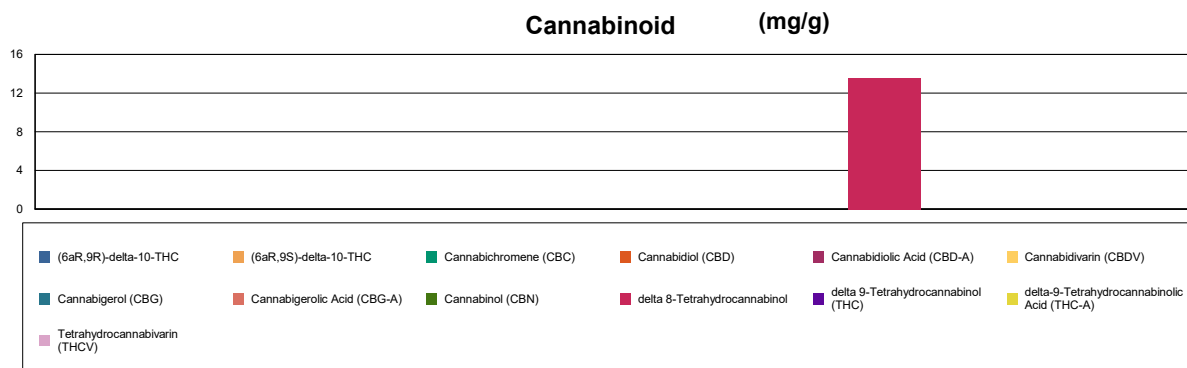 Cannabinoid (mg/g)
16
12
8
4
0
(6aR,9R)-delta-10-THC
(6aR,9S)-delta-10-THC
Cannabichromene (CBC)
Cannabidiol (CBD)
Cannabidiolic Acid (CBD-A)
Cannabidivarin (CBDV)
Cannabigerol (CBG)
Cannabigerolic Acid (CBG-A)
Cannabinol (CBN)
delta 8-Tetrahydrocannabinol
delta 9-Tetrahydrocannabinol
(THC)
delta-9-Tetrahydrocannabinolic
Acid (THC-A)
Tetrahydrocannabivarin
(THCV)